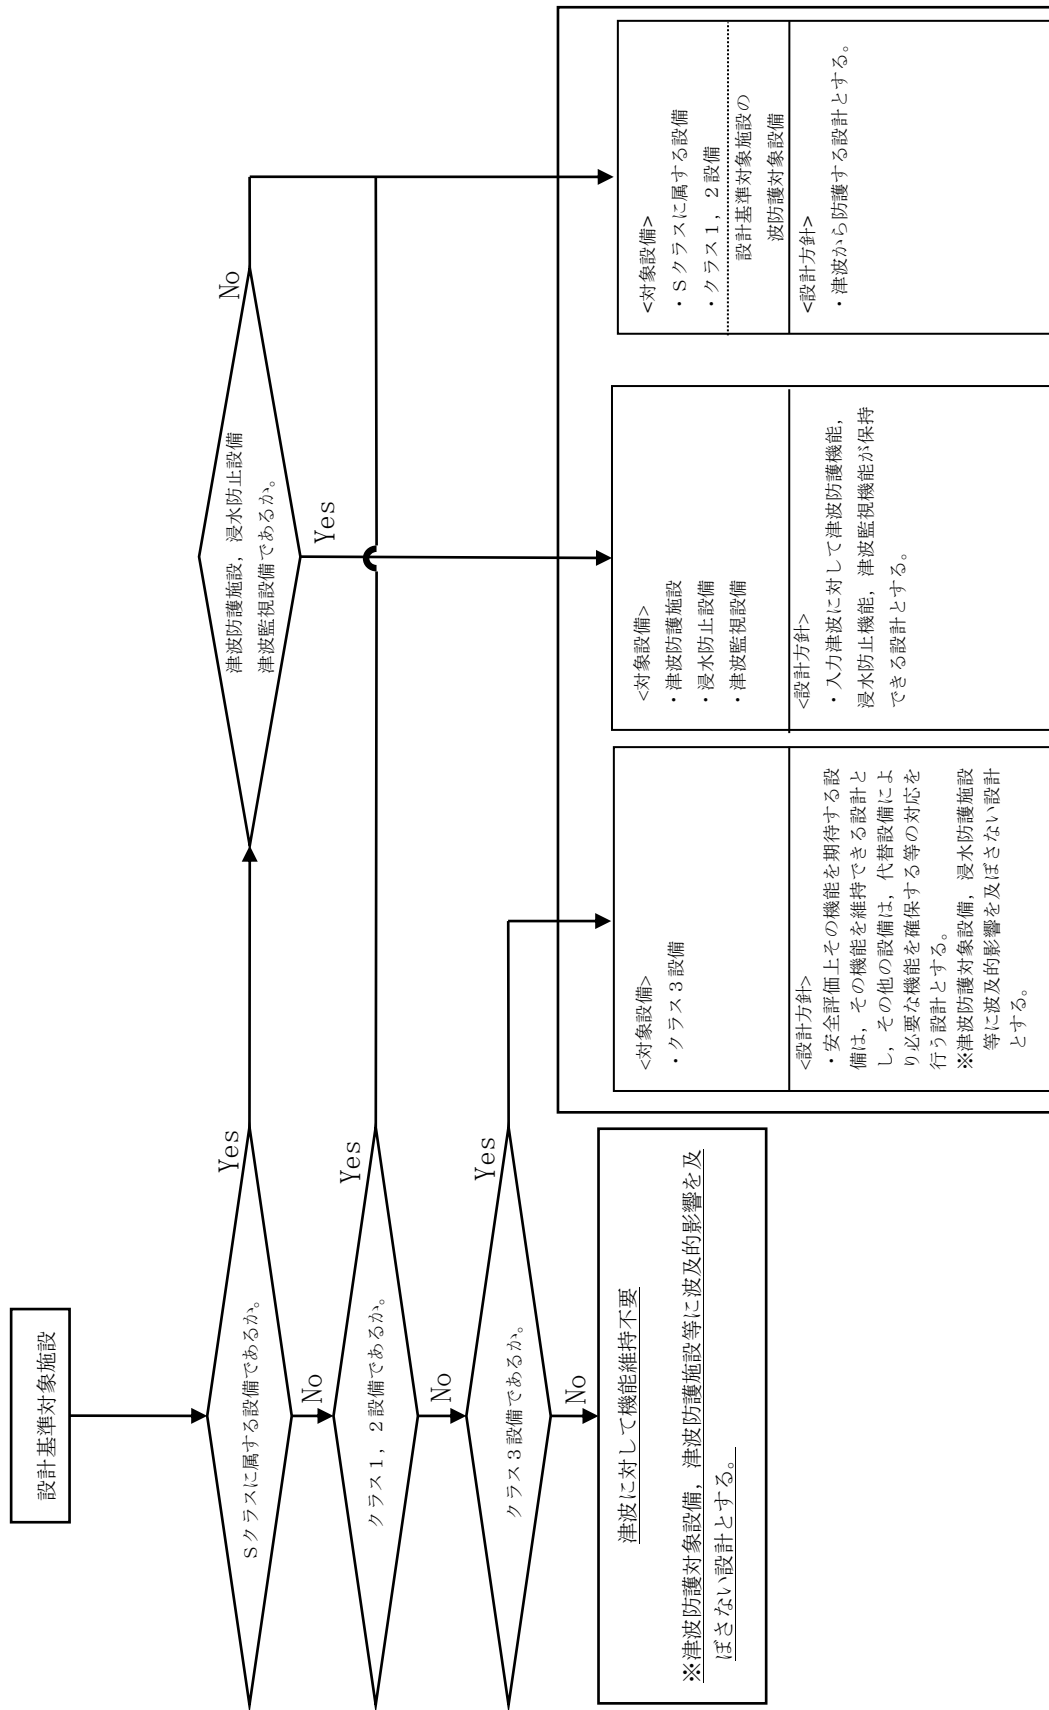 設計基準対象施設
Sクラスに属する設備であるか。
Yes
No
津波防護施設，浸水防止設備
津波監視設備であるか。
No
Yes
クラス1，2設備であるか。
Yes
No
クラス3設備であるか。
Yes
No
津波に対して機能維持不要
※津波防護対象設備，津波防護施設等に波及的影響を及
ぼさない設計とする。
<対象設備>
・クラス3設備
<設計方針>
・安全評価上その機能を期待する設
備は，その機能を維持できる設計と
し，その他の設備は，代替設備によ
り必要な機能を確保する等の対応を
行う設計とする。
※津波防護対象設備，浸水防護施設
等に波及的影響を及ぼさない設計
とする。
<対象設備>
・津波防護施設
・浸水防止設備
・津波監視設備
<設計方針>
・入力津波に対して津波防護機能，
浸水防止機能，津波監視機能が保持
できる設計とする。
<対象設備>
・Sクラスに属する設備
・クラス1，2設備
設計基準対象施設の
波防護対象設備
<設計方針>
・津波から防護する設計とする。